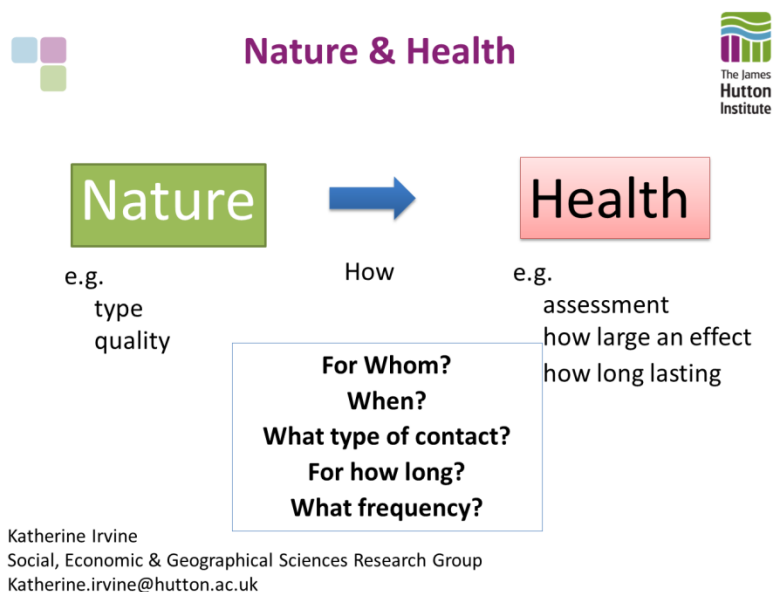 Nature & Health
The James
Hutton
Institute
Nature
Health
e.g.
type
quality
How
e.g.
assessment
how large an effect
how long lasting
For Whom?
When?
What type of contact?
For how long?
What frequency?
Katherine Irvine
Social, Economic & Geographical Sciences Research Group
Katherine.irvine@hutton.ac.uk